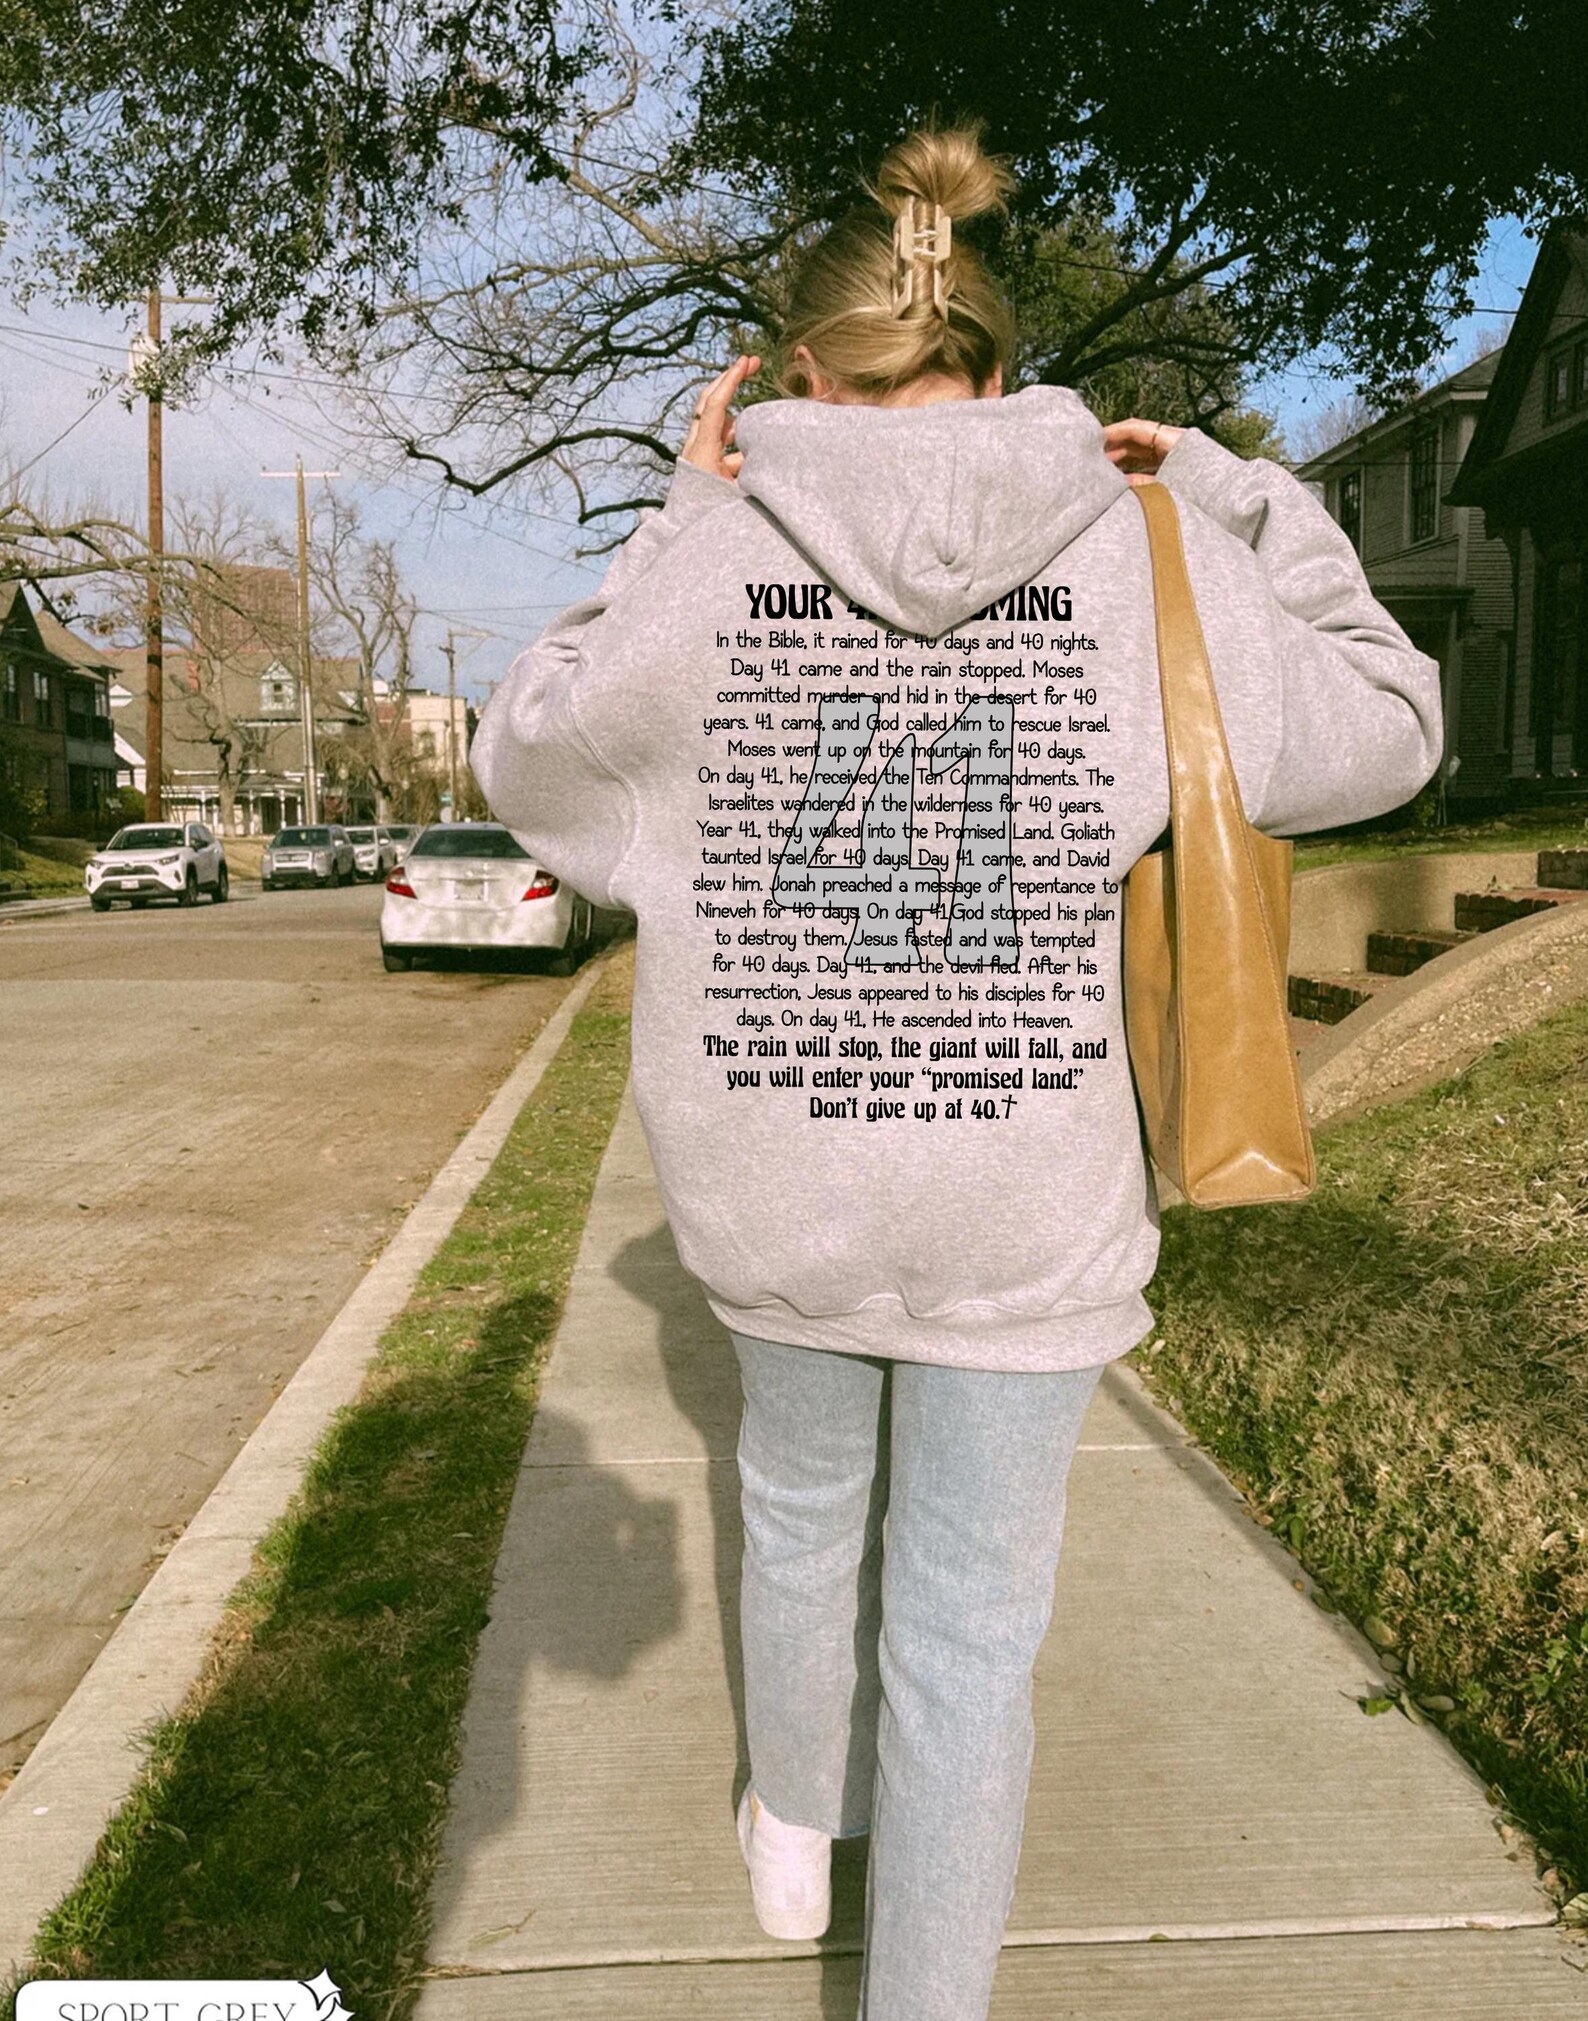 YOUR
In the Bible, it rained for 40 days and 40 nights.
Day 41 came and the rain stopped. Moses
committed murder and hid in the desert for 40
years. 41 came, and God called him to rescue Israel.
Moses went up on the mountain for 40 days.
On day 41, he received the Ten Commandments. The
Israelites wandered in the wilderness for 40 years.
Year 41, they walked into the Promised Land. Goliath
taunted Israel for 40 days. Day 41 came, and David
slew him. Jonah preached a message of repentance to
Nineveh for 40 days. On day 41 God stopped his plan
to destroy them. Jesus fasted and was tempted
for 40 days. Day 41, and the devil fled. After his
resurrection, Jesus appeared to his disciples for 40
days. On day 41, He ascended into Heaven.
41
The rain will stop, the giant will fall, and
you will enter your “promised land.”
Don't give up at 40.✝
SPORT GREY